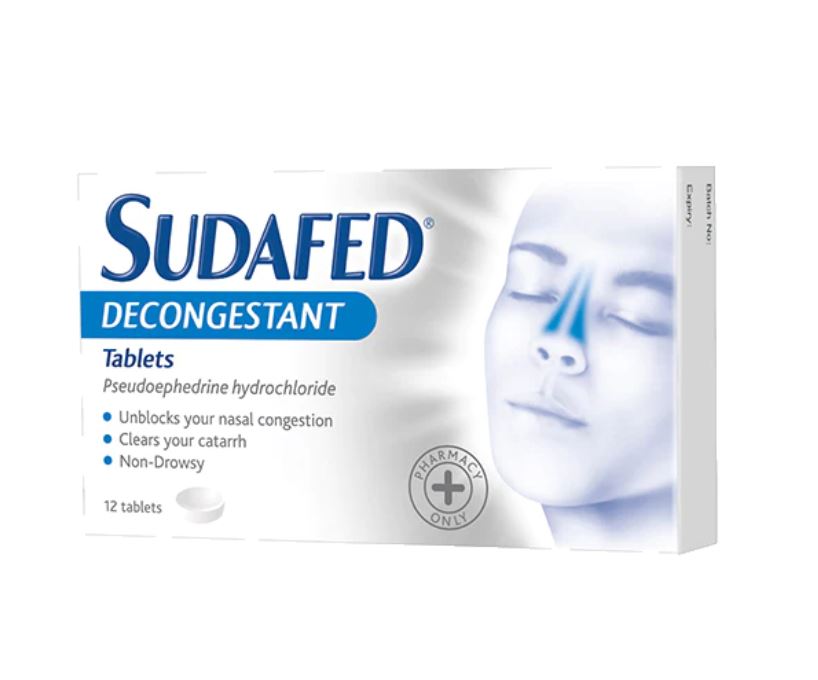 SUDAFED®
DECONGESTANT
Tablets
Pseudoephedrine hydrochloride
• Unblocks your nasal congestion
• Clears your catarrh
• Non-Drowsy
12 tablets
PHARMACY
ONLY
Batch No:
Expiry: